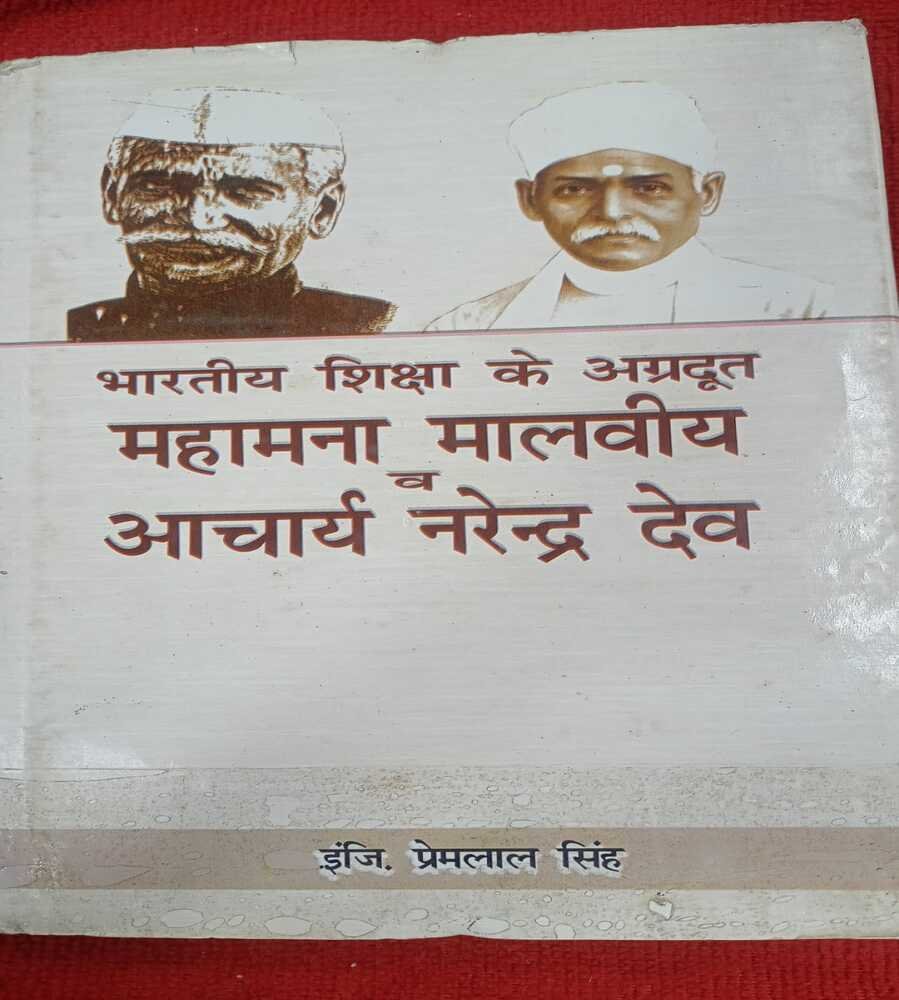 भारतीय शिक्षा के अग्रदूत
महामना मालवीय
व
आचार्य नरेन्द्र देव
इंजि. प्रेमलाल सिंह